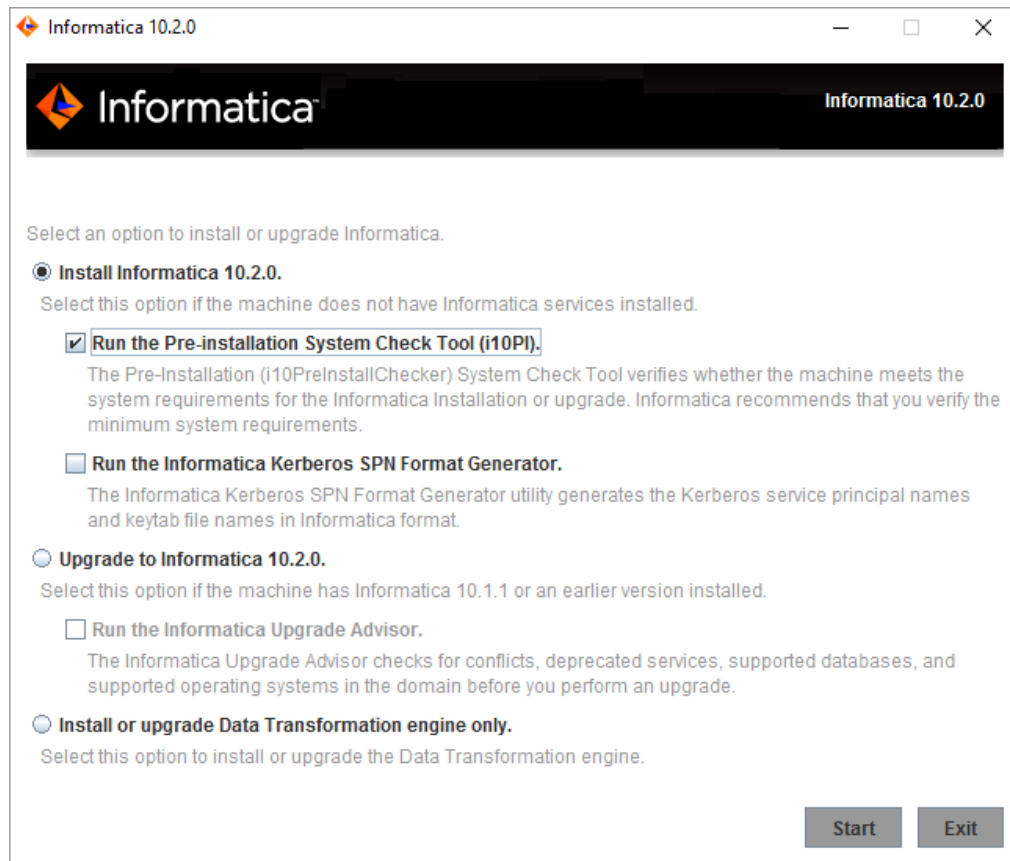 Informatica 10.2.0
Informatica™
Informatica 10.2.0
Select an option to install or upgrade Informatica.
Install Informatica 10.2.0.
Select this option if the machine does not have Informatica services installed.
Run the Pre-installation System Check Tool (i10PI).
The Pre-Installation (i10PreInstallChecker) System Check Tool verifies whether the machine meets the
system requirements for the Informatica Installation or upgrade. Informatica recommends that you verify the
minimum system requirements.
Run the Informatica Kerberos SPN Format Generator.
The Informatica Kerberos SPN Format Generator utility generates the Kerberos service principal names
and keytab file names in Informatica format.
Upgrade to Informatica 10.2.0.
Select this option if the machine has Informatica 10.1.1 or an earlier version installed.
Run the Informatica Upgrade Advisor.
The Informatica Upgrade Advisor checks for conflicts, deprecated services, supported databases, and
supported operating systems in the domain before you perform an upgrade.
Install or upgrade Data Transformation engine only.
Select this option to install or upgrade the Data Transformation engine.
Start
Exit